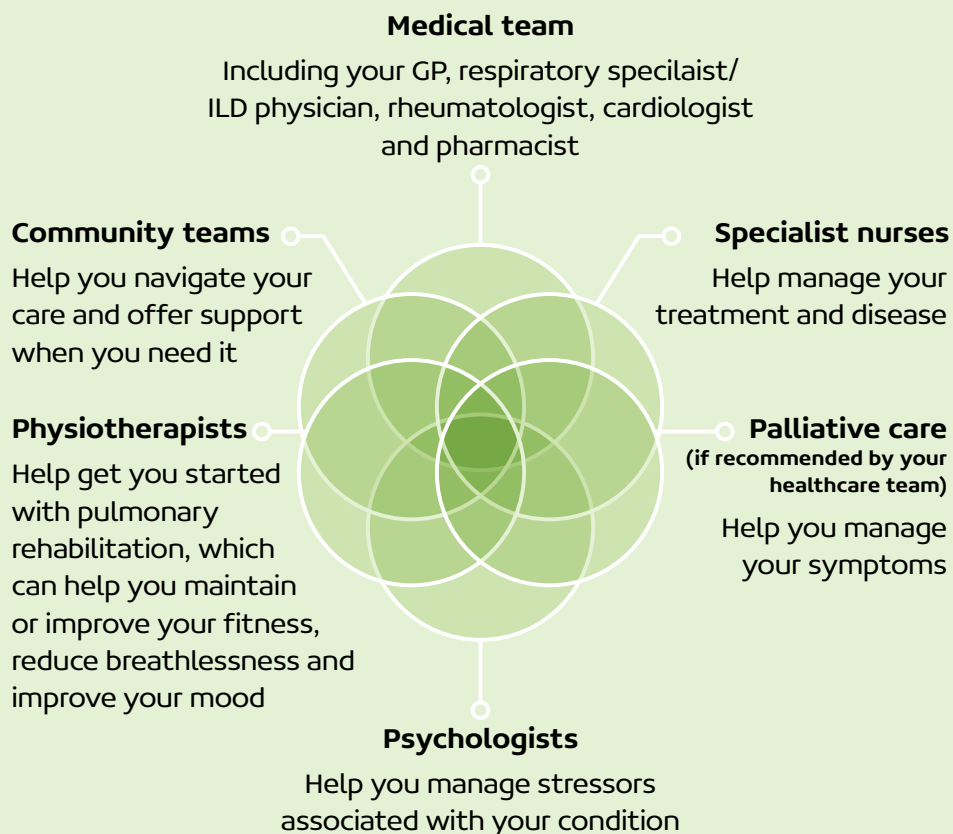 Medical team
Including your GP, respiratory specilaist/
ILD physician, rheumatologist, cardiologist
and pharmacist
Community teams
Help you navigate your
care and offer support
when you need it
Specialist nurses
Help manage your
treatment and disease
Physiotherapists
Help get you started
with pulmonary
rehabilitation, which
can help you maintain
or improve your fitness,
reduce breathlessness and
improve your mood
Palliative care
(if recommended by your
healthcare team)
Help you manage
your symptoms
Psychologists
Help you manage stressors
associated with your condition